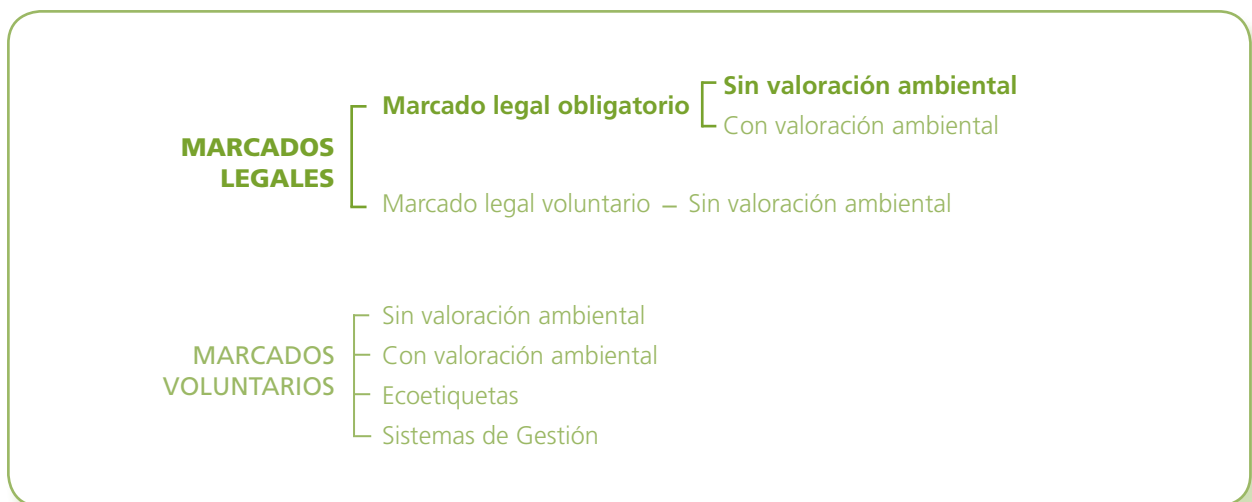 MARCADOS
LEGALES
Marcado legal obligatorio
Sin valoración ambiental
Con valoración ambiental
Marcado legal voluntario – Sin valoración ambiental
MARCADOS
VOLUNTARIOS
Sin valoración ambiental
Con valoración ambiental
Ecoetiquetas
Sistemas de Gestión